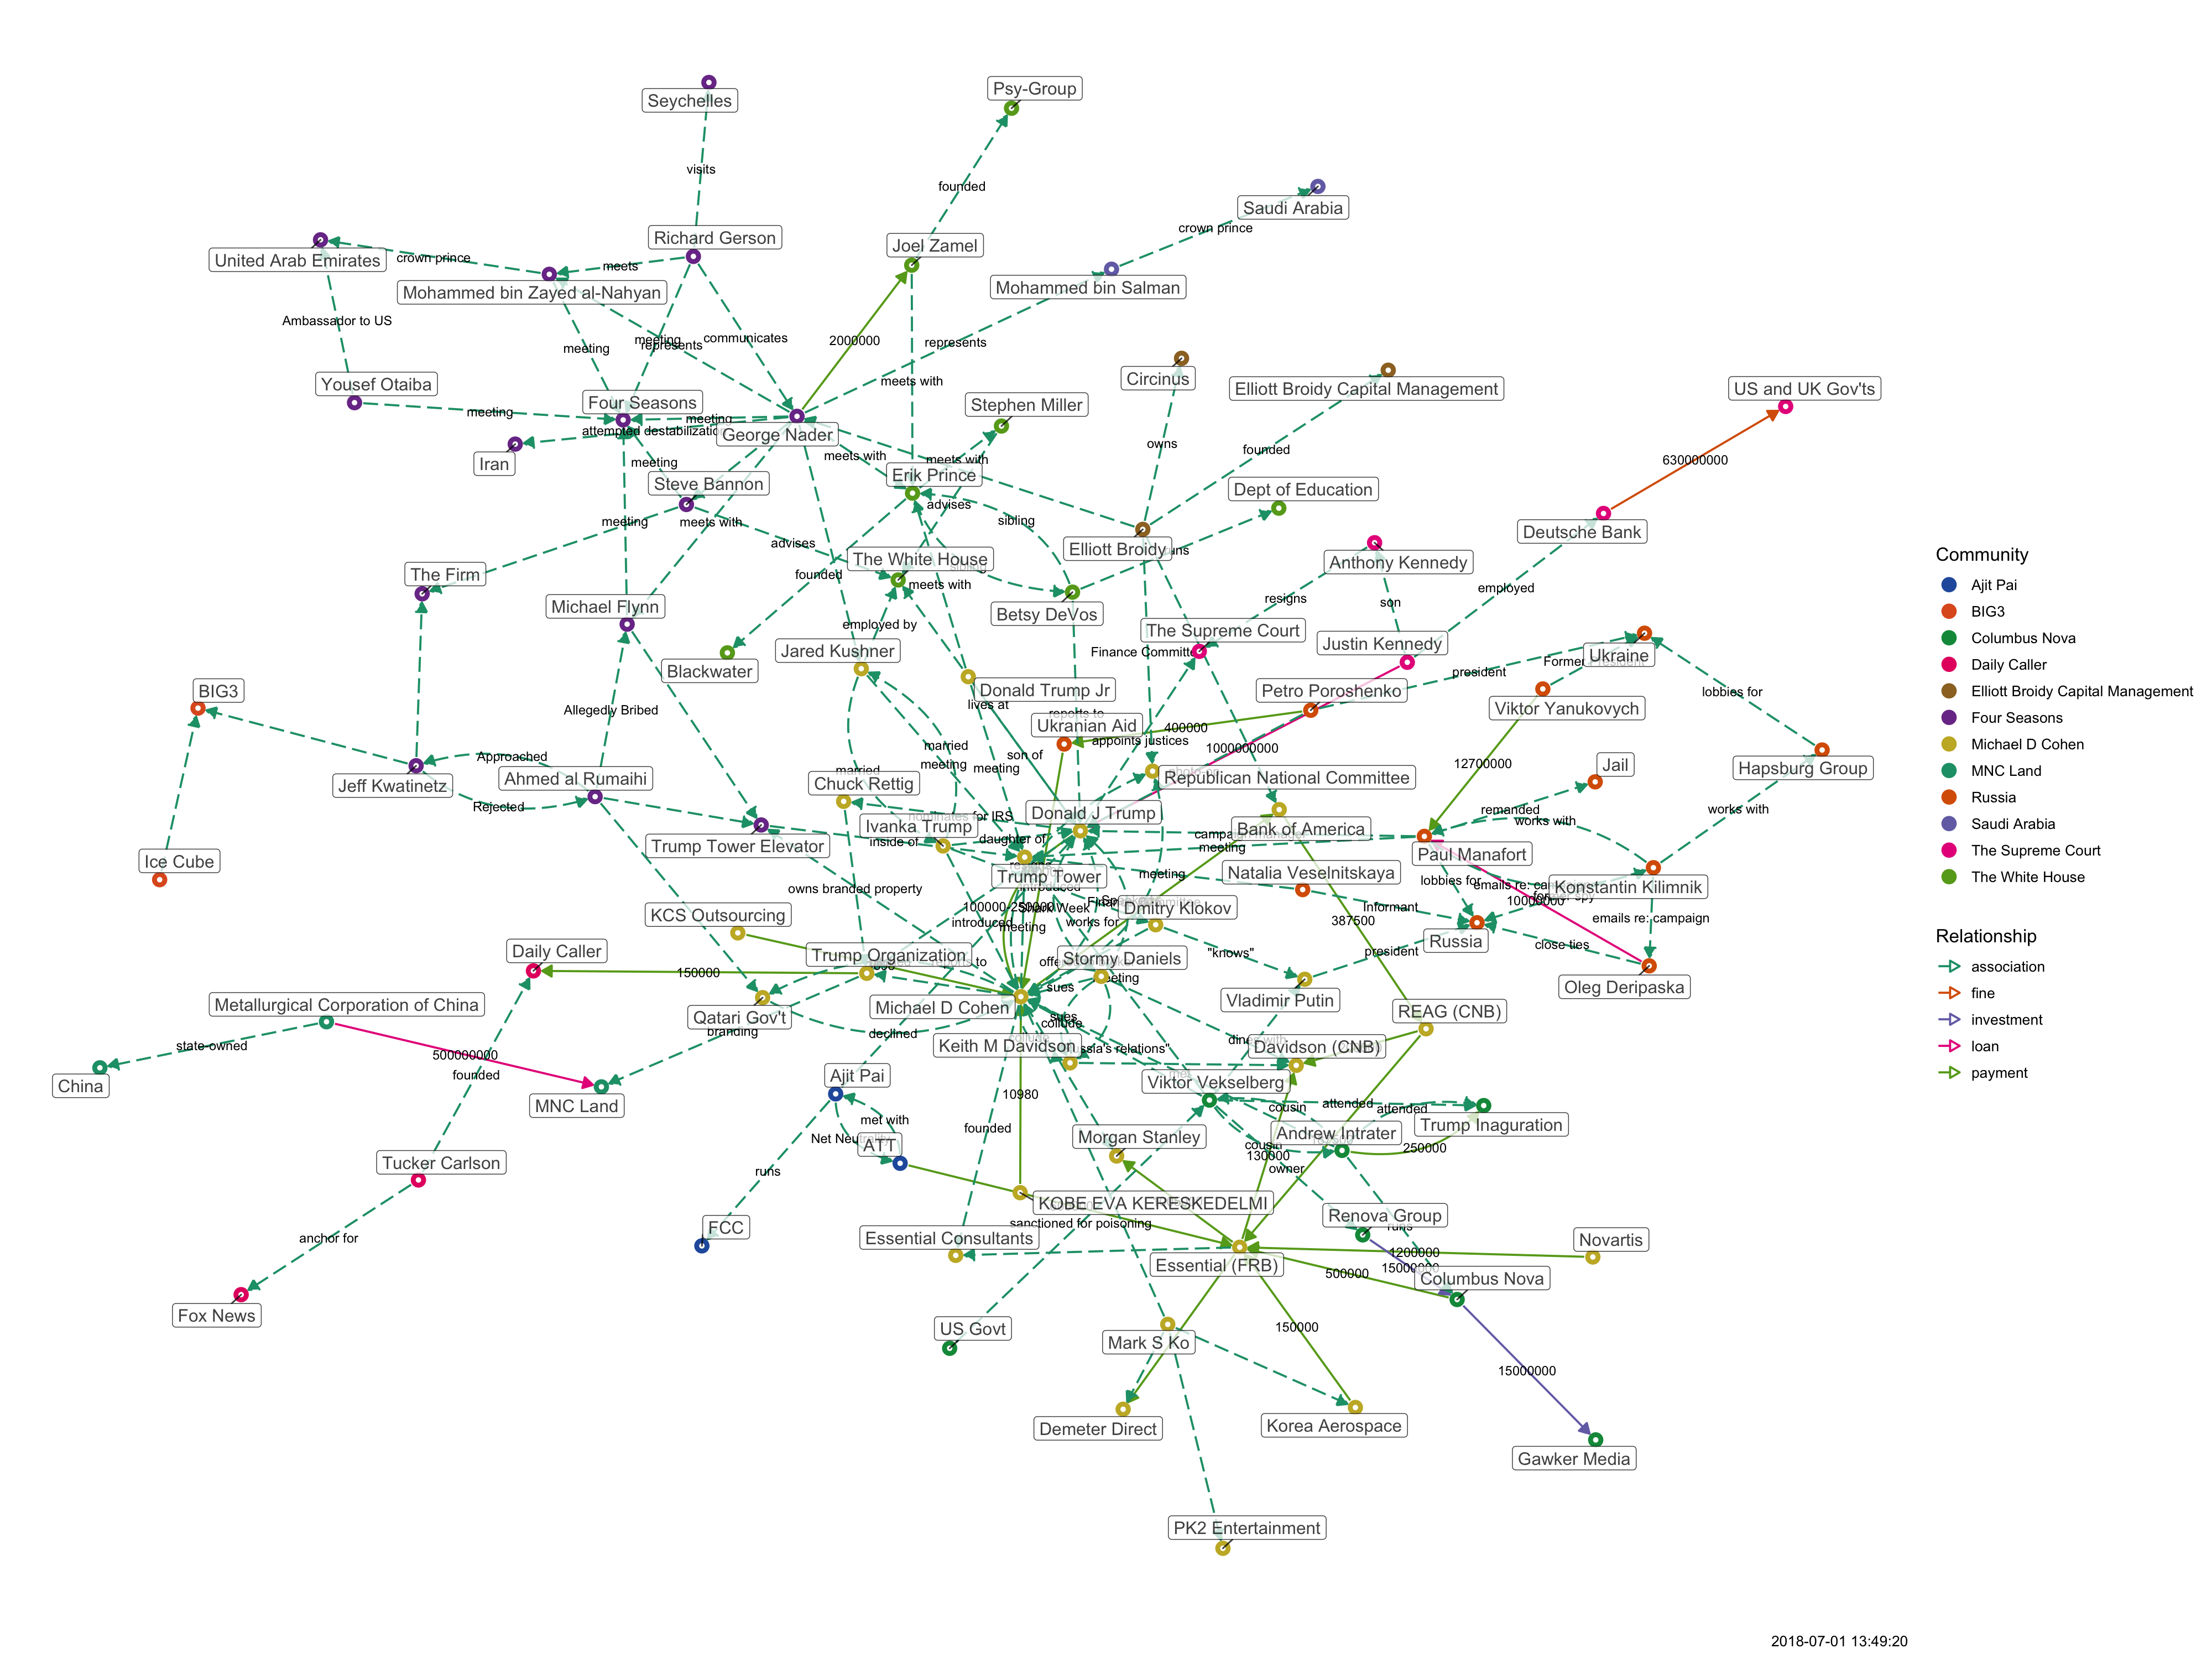 Psy-Group
Seychelles
visits
founded
Saudi Arabia
crown prince
Richard Gerson
Joel Zamel
United Arab Emirates
crown prince
meets
Mohammed bin Zayed al-Nahyan
Mohammed bin Salman
Ambassador to US
meeting
meeting
represents
communicates
2000000
represents
Yousef Otaiba
meets with
Circinus
Elliott Broidy Capital Management
US and UK Gov'ts
Four Seasons
Stephen Miller
meeting
meeting
attempted destabilizatio
George Nader
owns
founded
Iran
meeting
meets with
meets with
630000000
Steve Bannon
Erik Prince
Dept of Education
advises
meeting
meets with
sibling
Deutsche Bank
advises
The White House
Elliott Broidy
Anthony Kennedy
The Firm
founded
meets with
employed
Michael Flynn
Betsy DeVos
resigns
son
employed by
The Supreme Court
Justin Kennedy
Jared Kushner
Finance Committe
Ukraine
Blackwater
president
BIG3
Donald Trump Jr
Petro Poroshenko
lobbies for
lives at
Viktor Yanukovych
Allegedly Bribed
reports to
Ukranian Aid
400000
appoints justices
1000000000
married
son of
Approached
meeting
meeting
12700000
Jail
married
Hapsburg Group
Jeff Kwatinetz
Ahmed al Rumaihi
Chuck Rettig
Republican National Committee
Rejected
nominates for IRS
Donald J Trump
remanded
works with
works with
Ivanka Trump
Bank of America
Trump Tower Elevator
inside of
daughter of
campaign manager
meeting
Paul Manafort
Ice Cube
Trump Tower
meeting
Natalia Veselnitskaya
lobbies for
Konstantin Kilimnik
owns branded property
10000000
KCS Outsourcing
100000-250000
Shark Week
Dmitry Klokov
Informant
introduced
meeting
works for
387500
emails re: campaign
Daily Caller
Trump Organization
Stormy Daniels
"knows"
president
Russia
close ties
150000
sues
Oleg Deripaska
Metallurgical Corporation of China
Qatari Gov't
Michael D Cohen
Vladimir Putin
REAG (CNB)
branding
declined
sues
collude
state-owned
Keith M Davidson
ssia's relations"
Davidson (CNB)
500000000
founded
China
Ajit Pai
Viktor Vekselberg
MNC Land
10980
cousin
attended
attended
met with
founded
Andrew Intrater
Trump Inaguration
ATT
Morgan Stanley
cousin
250000
130000
Tucker Carlson
runs
owner
KOBE EVA KERESKEDELMI
Renova Group
FCC
sanctioned for poisoning
anchor for
Essential Consultants
Novartis
1200000
Essential (FRB)
500000
Columbus Nova
Fox News
US Govt
150000
Mark S Ko
15000000
Demeter Direct
Korea Aerospace
Gawker Media
PK2 Entertainment
Community
Ajit Pai
BIG3
Columbus Nova
Daily Caller
Elliott Broidy Capital Management
Four Seasons
Michael D Cohen
MNC Land
Russia
Saudi Arabia
The Supreme Court
The White House
Relationship
association
fine
investment
loan
payment
2018-07-01 13:49:20